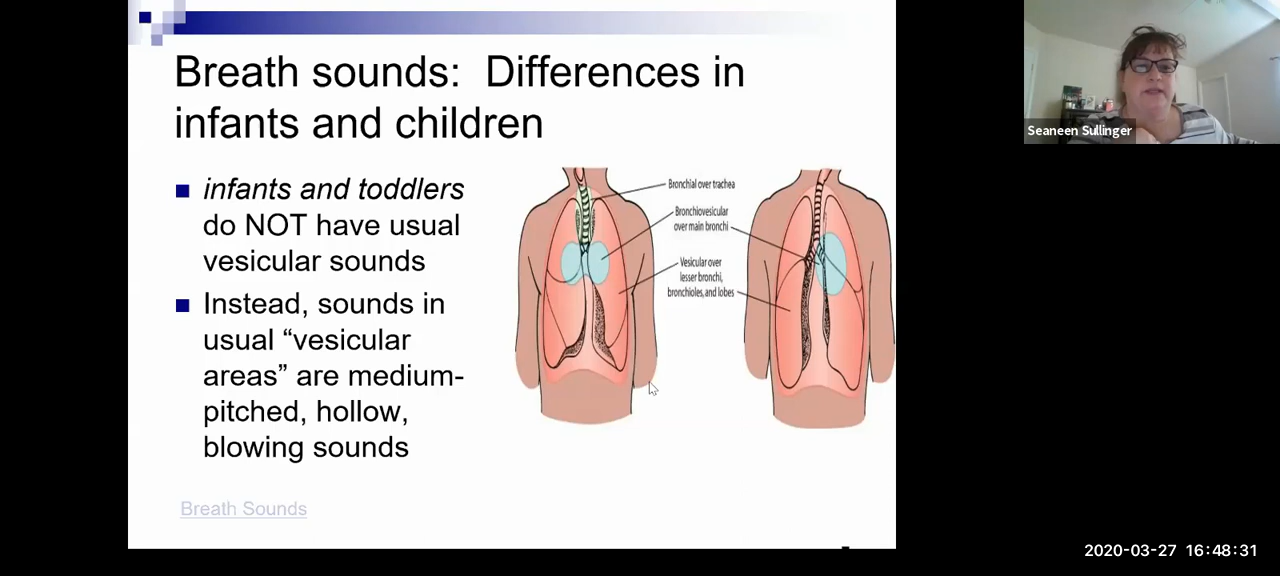 Breath sounds: Differences in
infants and children
infants and toddlers
do NOT have usual
vesicular sounds
Instead, sounds in
usual “vesicular
areas” are medium-
pitched, hollow,
blowing sounds
Breath Sounds
Bronchial over trachea
Bronchiovesicular
over main bronchi
Vesicular over
lesser bronchi,
bronchioles, and lobes
Seaneen Sullinger
2020-03-27 16:48:31